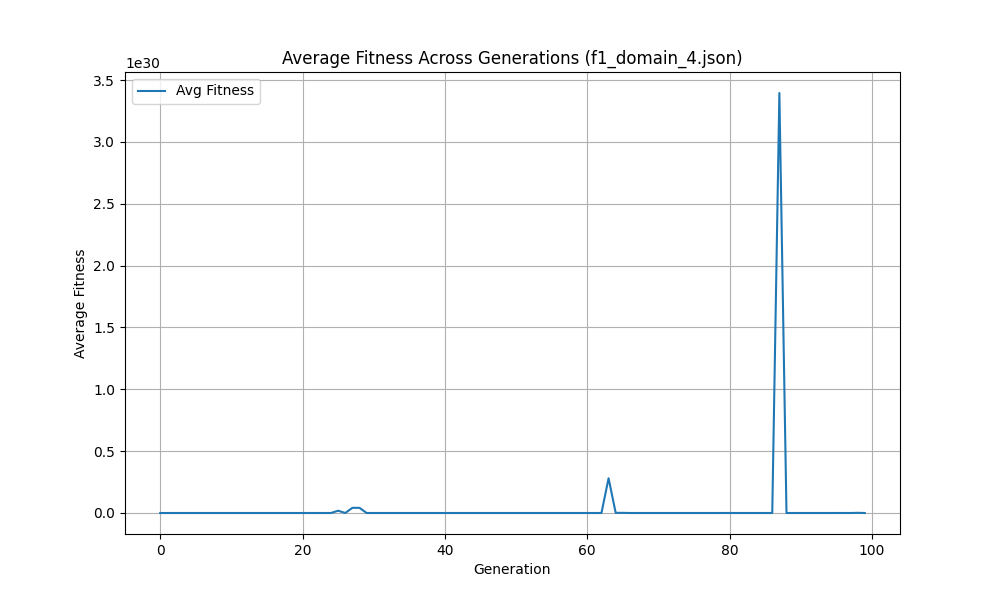 Average Fitness Across Generations (f1_domain_4.json)
1e30
Avg Fitness
3.5
3.0
2.5
2.0
1.5
1.0
0.5
0.0
Average Fitness
0 20 40 60 80 100
Generation